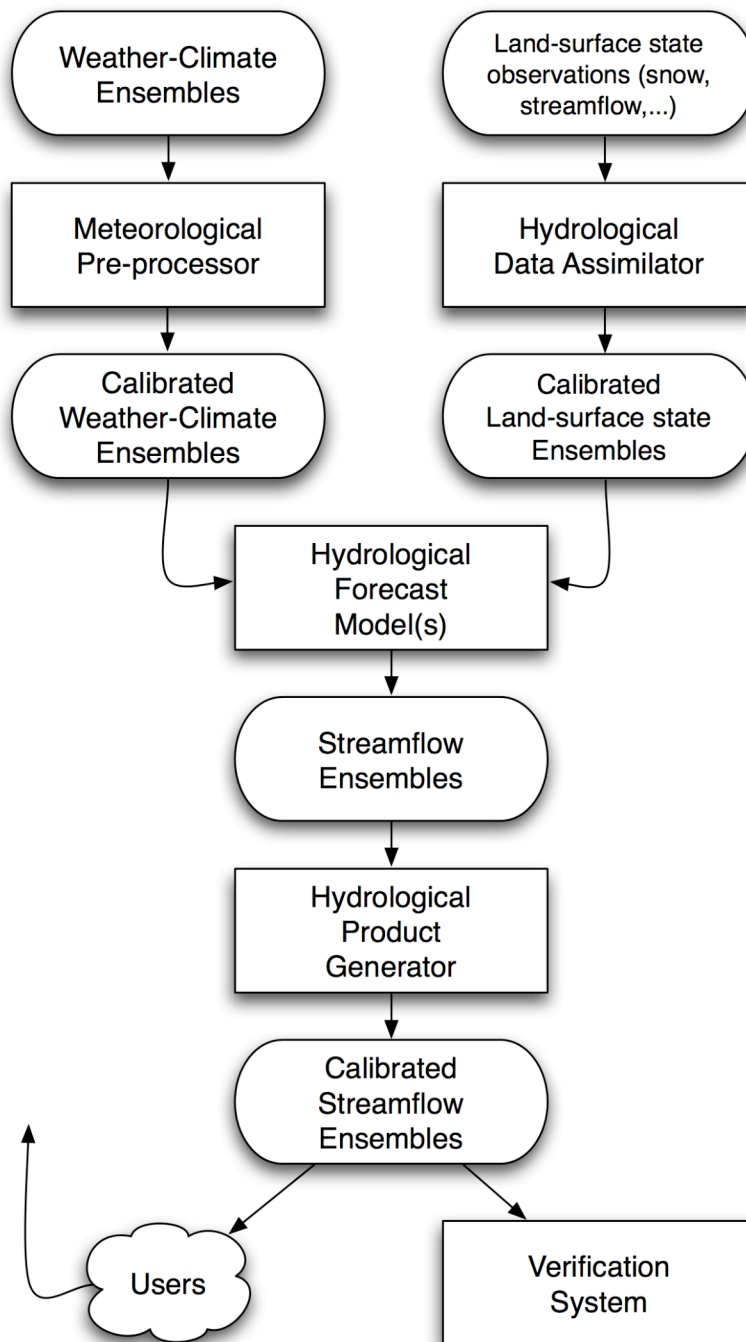 Weather-Climate
Ensembles
Land-surface state
observations (snow,
streamflow,...)
Meteorological
Pre-processor
Hydrological
Data Assimilator
Calibrated
Weather-Climate
Ensembles
Calibrated
Land-surface state
Ensembles
Hydrological
Forecast
Model(s)
Streamflow
Ensembles
Hydrological
Product
Generator
Calibrated
Streamflow
Ensembles
Users
Verification
System